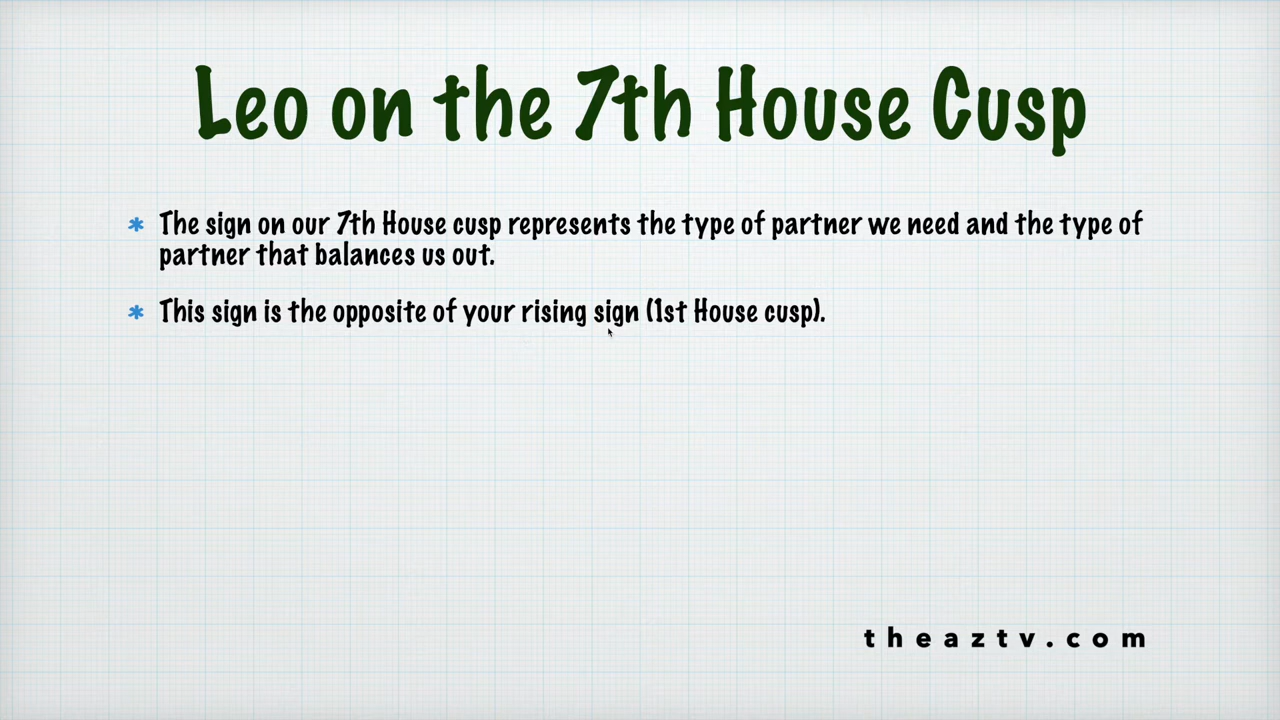 Leo on the 7th House Cusp
* The sign on our 7th House cusp represents the type of partner we need and the type of
partner that balances us out.
* This sign is the opposite of your rising sign (1st House cusp).
theaztv.com